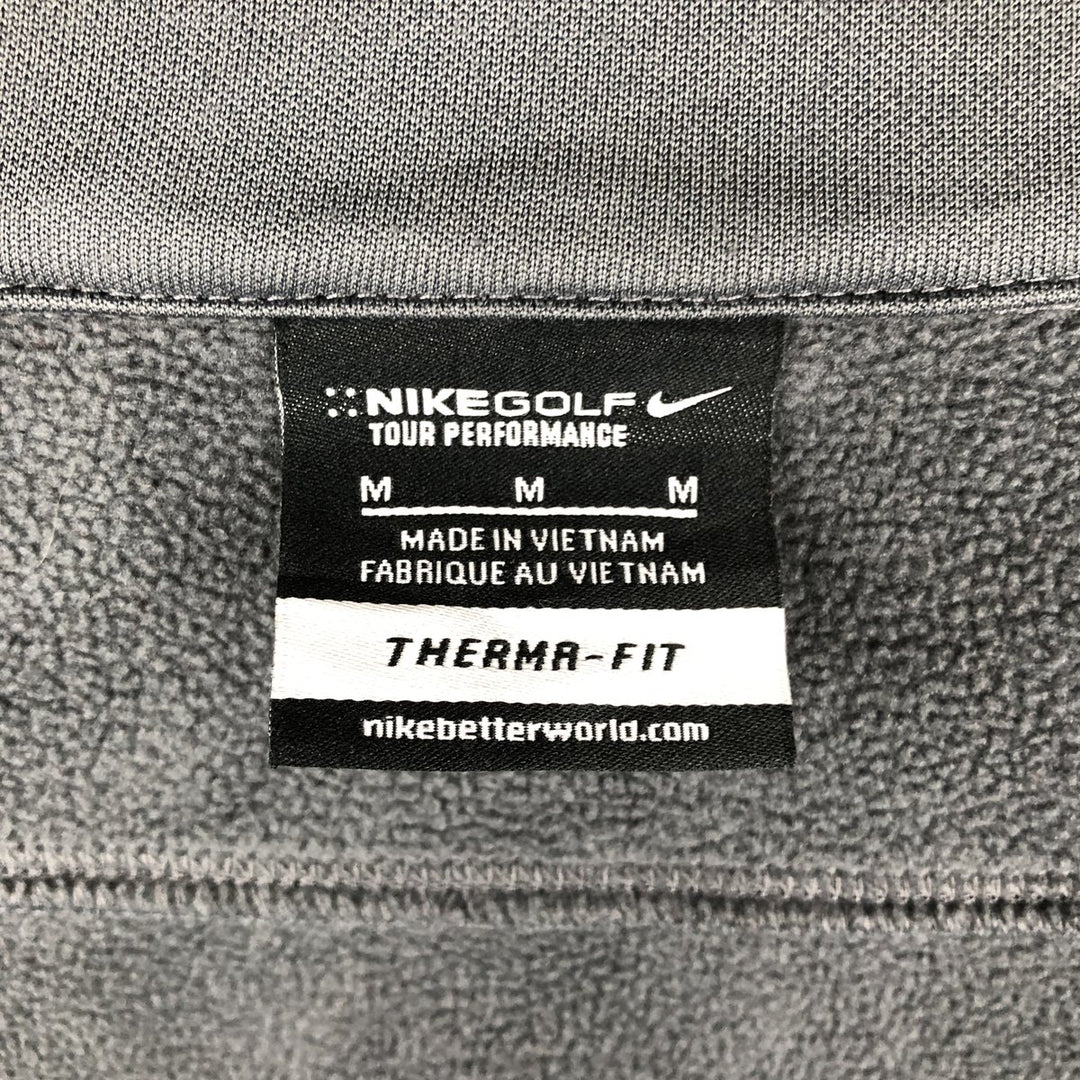 NIKEGOLF
TOUR PERFORMANCE
M M M
MADE IN VIETNAM
FABRIQUE AU VIETNAM
THERMA-FIT
nikebetterworld.com